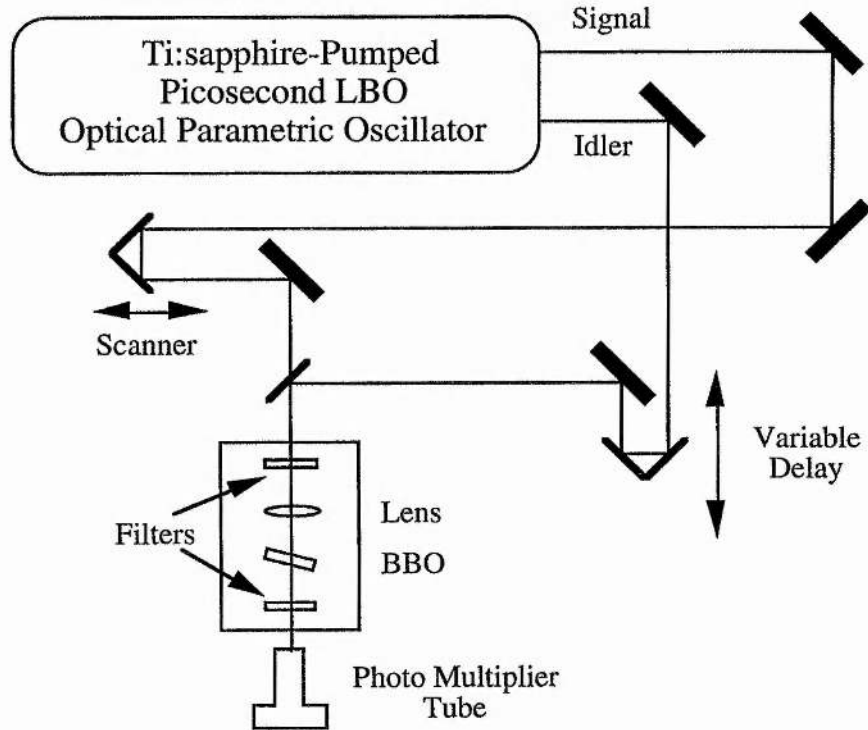 Signal
Ti:sapphire-Pumped
Picosecond LBO
Optical Parametric Oscillator
Idler
Scanner
Variable
Delay
Filters
Lens
BBO
Photo Multiplier
Tube